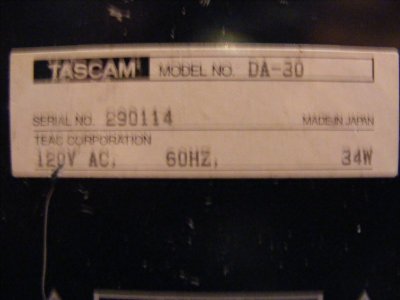 TASCAM MODEL NO. DA-30
SERIAL NO. 290114 MADE IN JAPAN
TEAC CORPORATION
120V AC, 60HZ, 34W